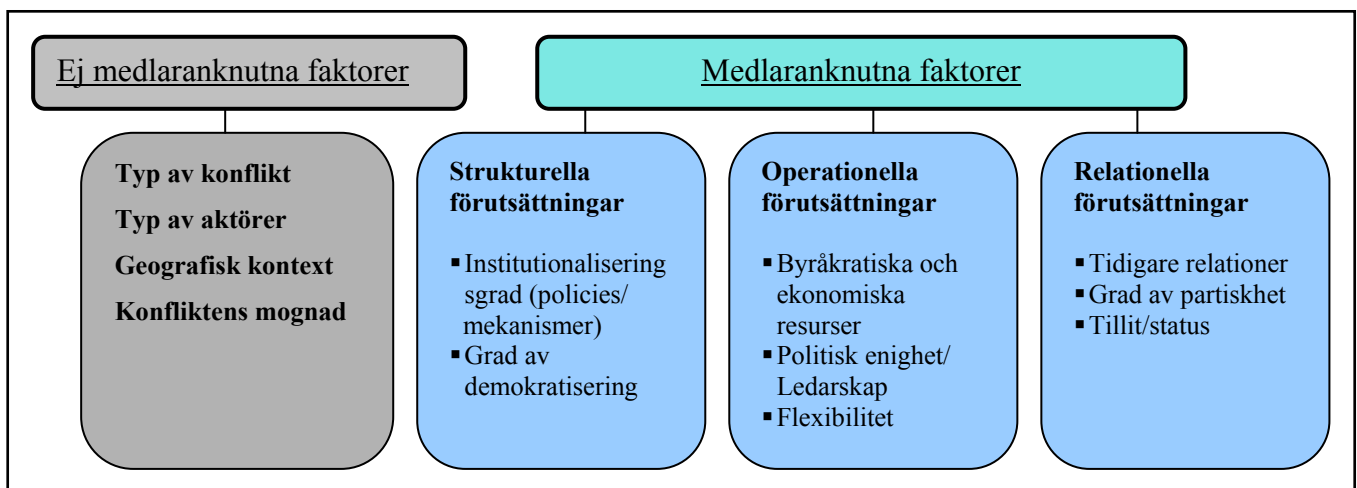 Ej medlaranknutna faktorer
Medlaranknutna faktorer
Typ av konflikt
Typ av aktörer
Geografisk kontext
Konfliktens mognad
Strukturella
förutsättningar
▪ Institutionalisering
sgrad (policies/
mekanismer)
▪ Grad av
demokratisering
Operationella
förutsättningar
▪ Byråkratiska och
ekonomiska
resurser
▪ Politisk enighet/
Ledarskap
▪ Flexibilitet
Relationella
förutsättningar
▪ Tidigare relationer
▪ Grad av partiskhet
▪ Tillit/status